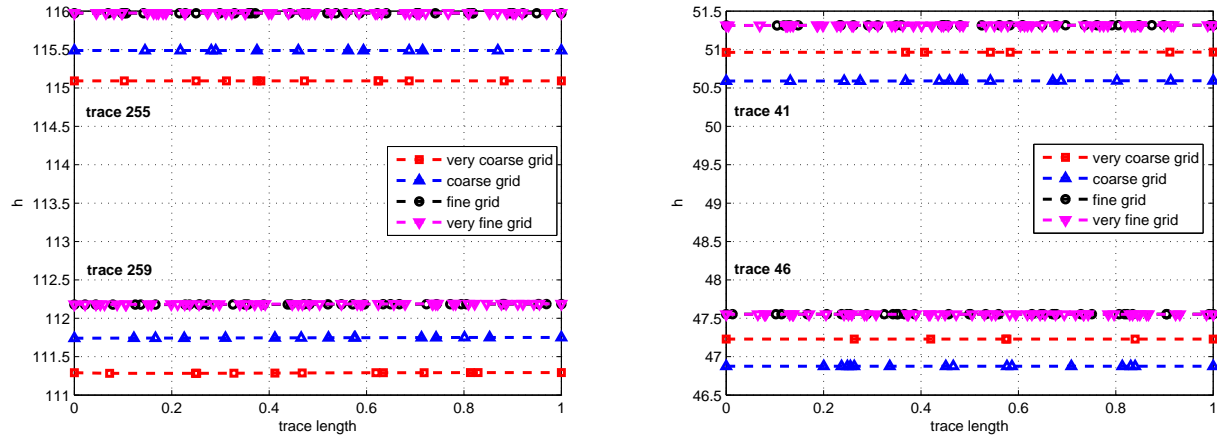 116
115.5
115
114.5
114
113.5
113
112.5
112
111.5
111
h
trace 255
very coarse grid
coarse grid
fine grid
very fine grid
trace 259
0
0.2
0.4
0.6
0.8
1
trace length
51.5
51
50.5
50
49.5
49
48.5
48
47.5
47
46.5
h
trace 41
very coarse grid
coarse grid
fine grid
very fine grid
trace 46
0
0.2
0.4
0.6
0.8
1
trace length